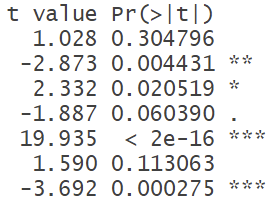 t value Pr(>|t|)
1.028 0.304796
-2.873 0.004431 **
2.332 0.020519 *
-1.887 0.060390 .
19.935 < 2e-16 ***
1.590 0.113063
-3.692 0.000275 ***